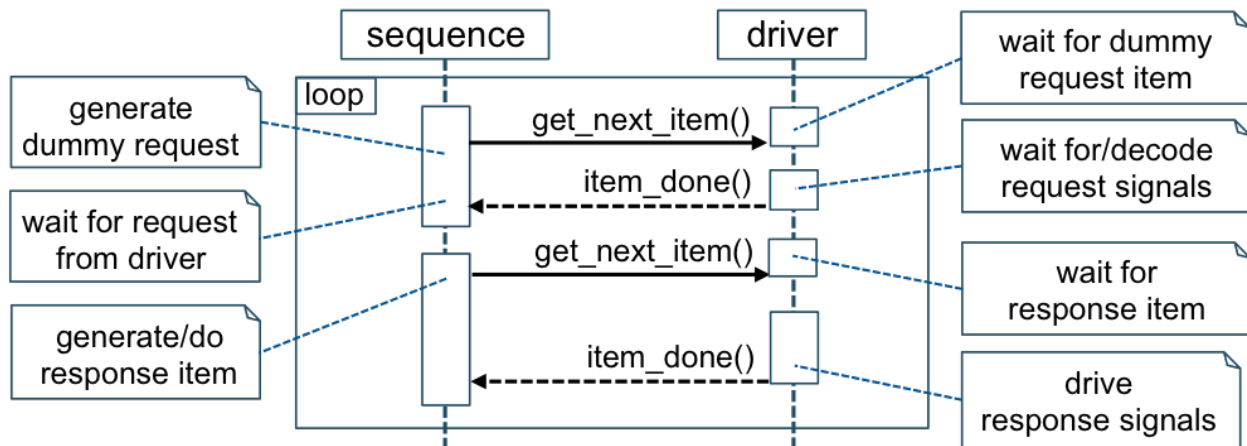 sequence
driver
loop
generate
dummy request
wait for request
from driver
generate/do
response item
get_next_item()
item_done()
get_next_item()
item_done()
wait for dummy
request item
wait for/decode
request signals
wait for
response item
drive
response signals